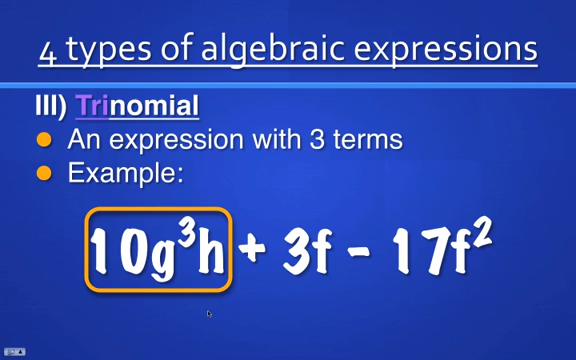 4 types of algebraic expressions
III) Trinomial
An expression with 3 terms
Example:
10g³h + 3f - 17f²